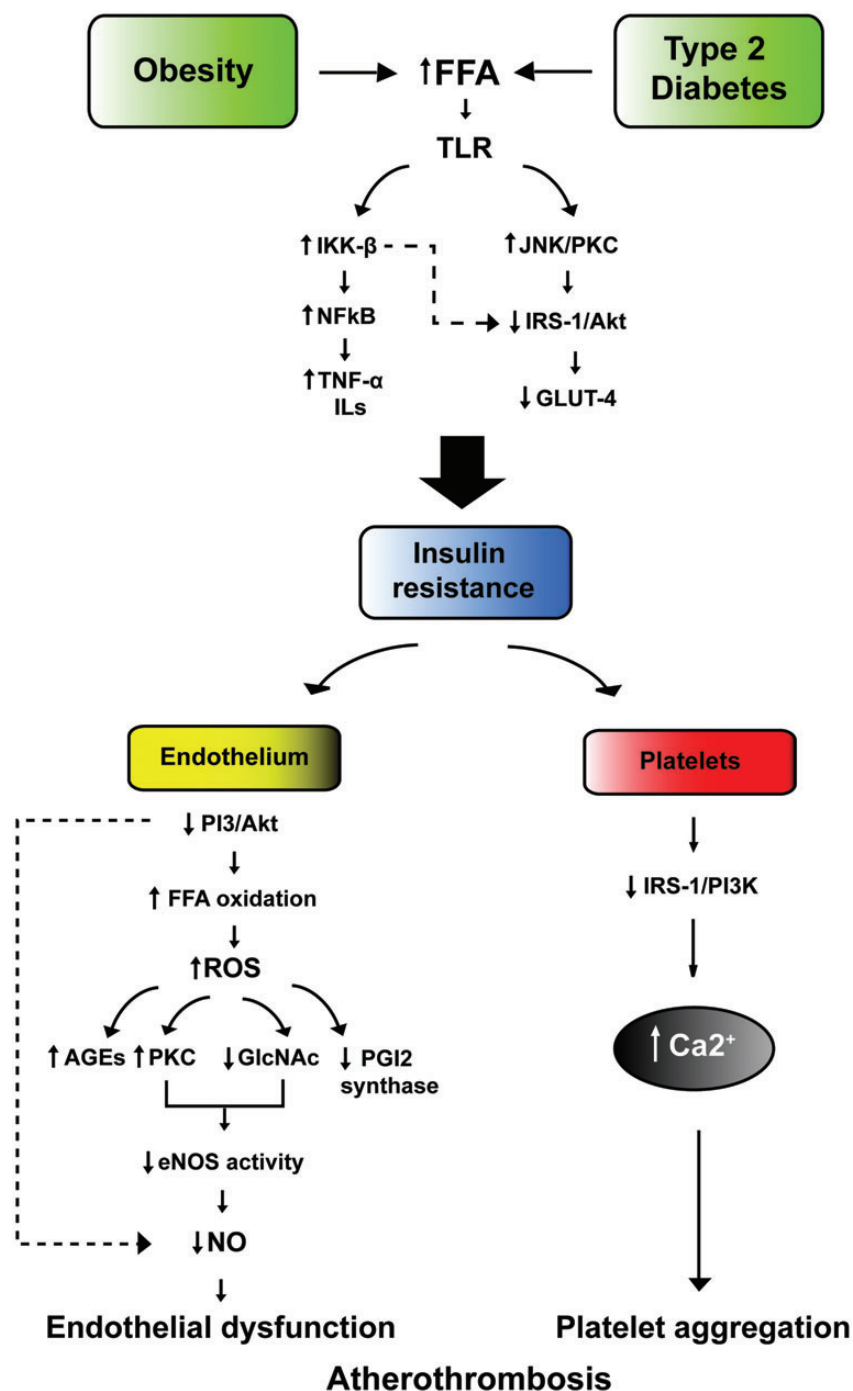 Obesity
↑FFA
Type 2
Diabetes
TLR
↑IKK-β
↑JNK/PKC
↑NFkB
↓IRS-1/Akt
↑TNF-α
ILs
↓GLUT-4
Insulin
resistance
Endothelium
Platelets
↓PI3/Akt
↓IRS-1/PI3K
↑FFA oxidation
↑ROS
↑AGEs ↑PKC ↓GlcNAc ↓PGI2
synthase
↑Ca2⁺
↓eNOS activity
↓NO
Endothelial dysfunction
Platelet aggregation
Atherothrombosis